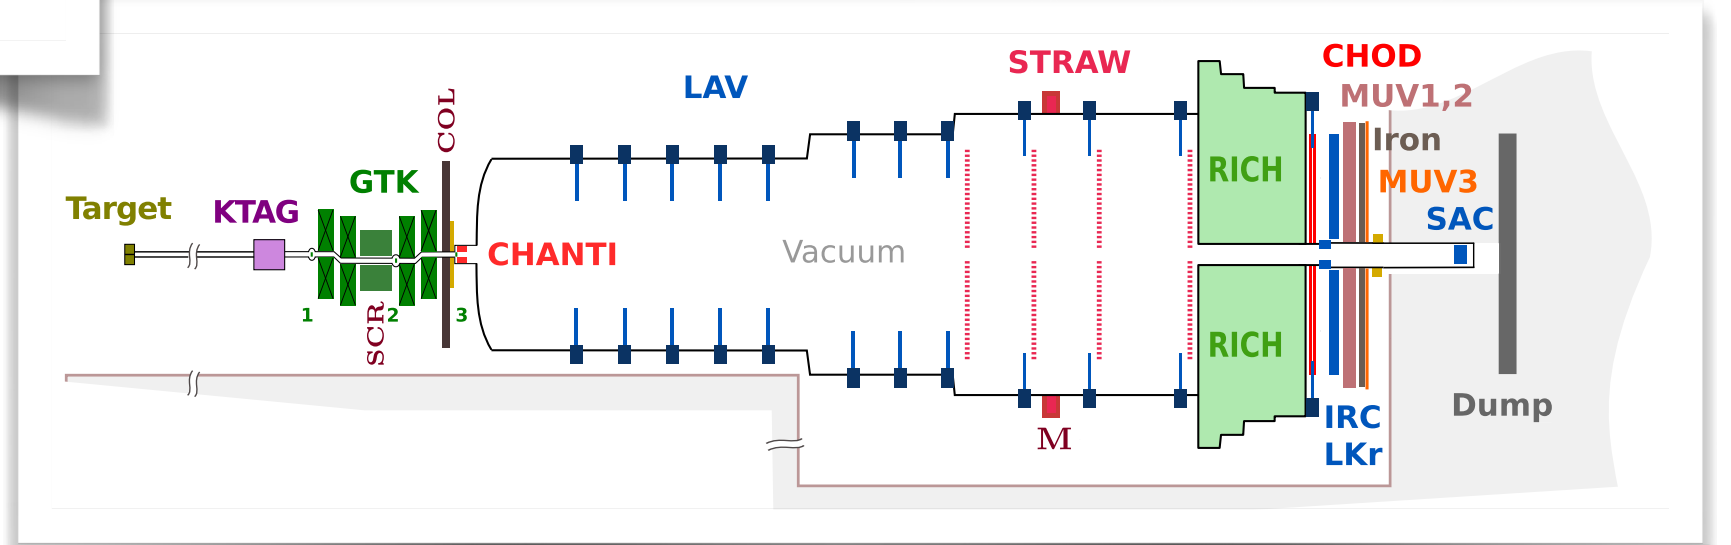 CHOD
STRAW
MUV1,2
LAV
COL
Iron
RICH
GTK
MUV3
Target
KTAG
SAC
CHANTI
Vacuum
1
2
3
SCR
RICH
Dump
IRC
M
LKr